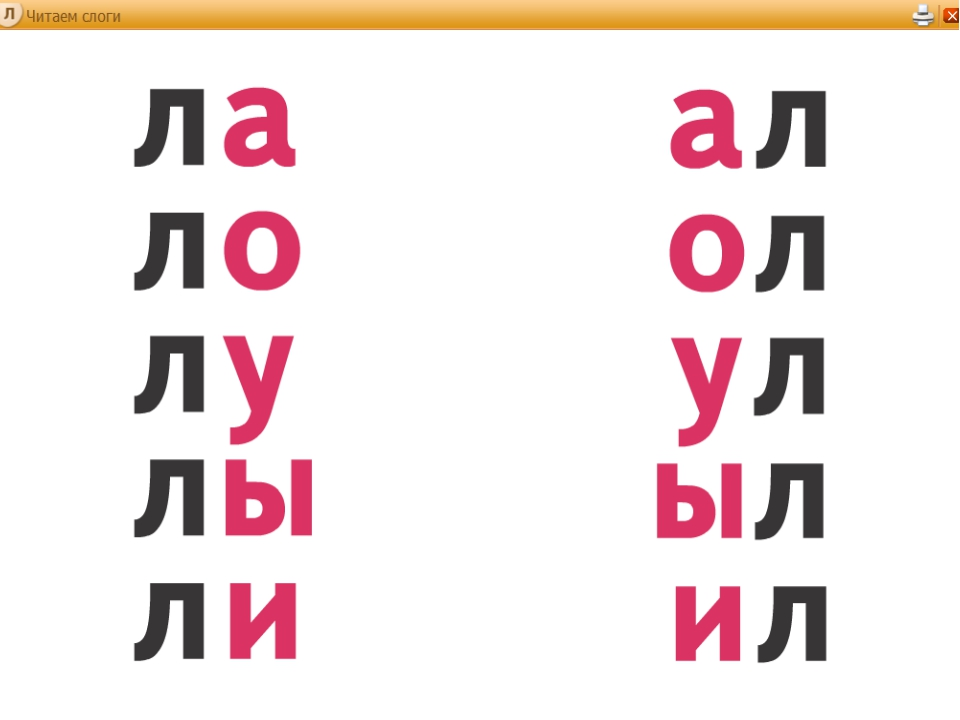 Л Читаем слоги
ла ал
ло ол
лу ул
лы ыл
ли ил